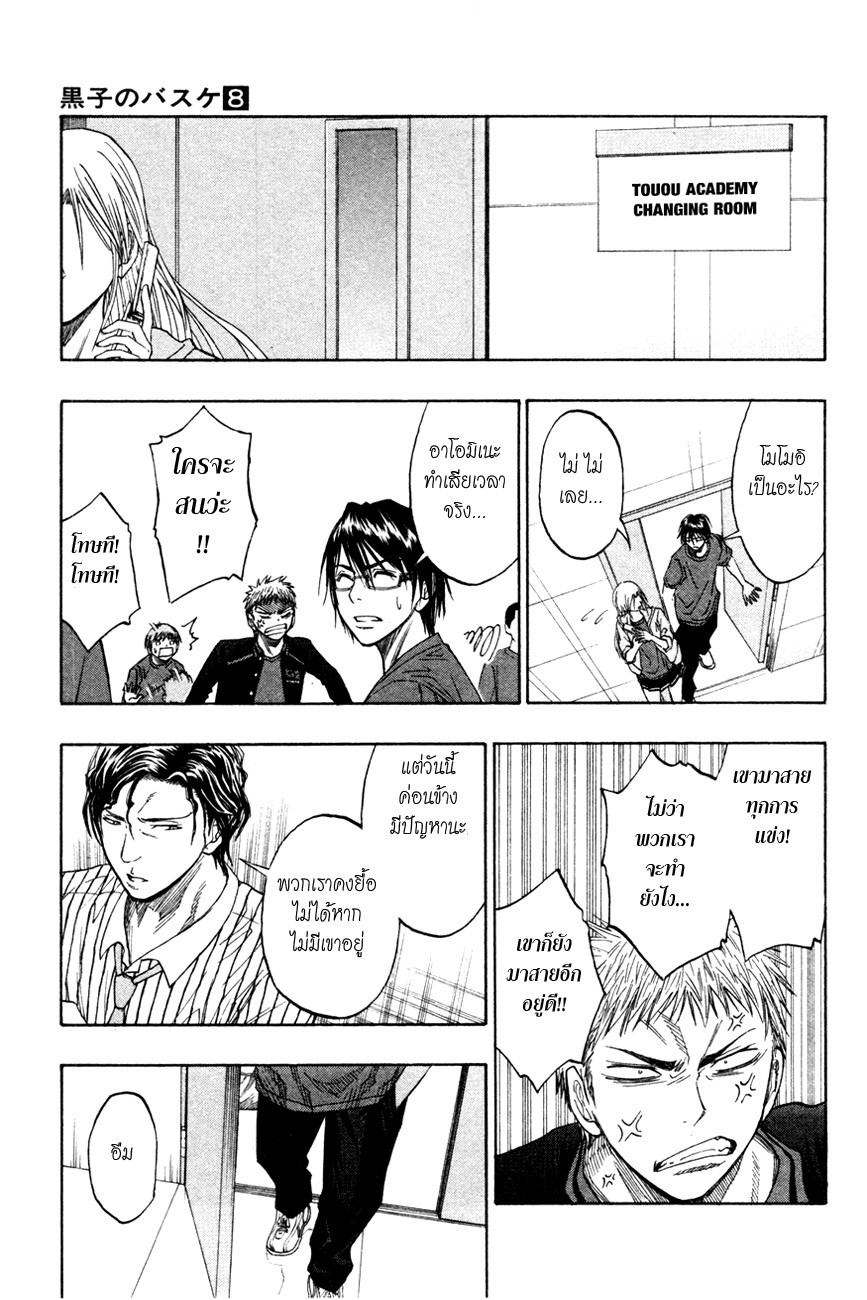 黒子のバスケ8
TOUOU ACADEMY
CHANGING ROOM
โมโมอิ
เป็นอะไร?
ไม่ ไม่
เลย...
อาโอมิเนะ
ทำเสียเวลา
จริง...
ใครจะ
สนว่ะ
!!
โทษที!
โทษที!
เขามาสาย
ทุกการ
แข่ง!
ไม่ว่า
พวกเรา
จะทำ
ยังไง...
เขาก็ยัง
มาสายอีก
อยู่ดี!!
แต่วันนี้
ค่อนข้าง
มีปัญหานะ
พวกเราคงยื้อ
ไม่ได้หาก
ไม่มีเขาอยู่
อืม